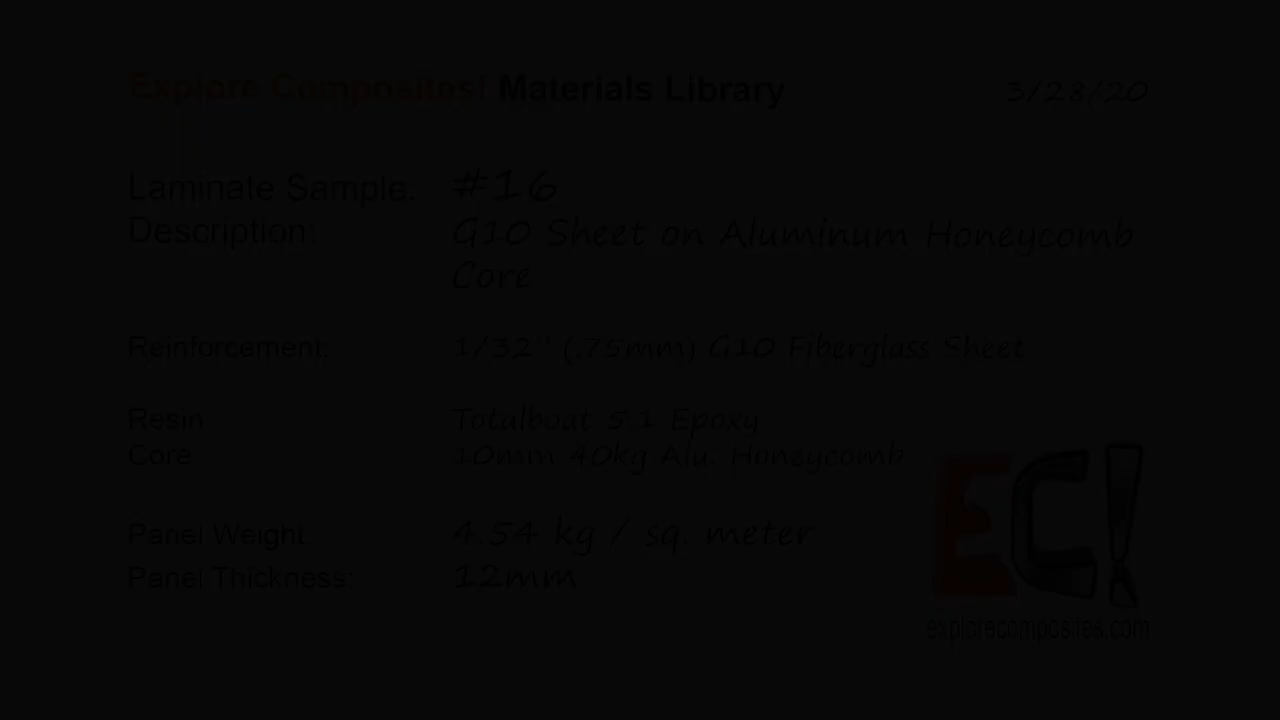 Explore Composites! Materials Library 3/28/20
Laminate Sample: #16
Description: G10 Sheet on Aluminum Honeycomb
Core
Reinforcement: 1/32" (.75mm) G10 Fiberglass Sheet
Resin Totalboat 5:1 Epoxy
Core 10mm 40kg Alu. Honeycomb
Panel Weight: 4.54 kg / sq. meter
Panel Thickness: 12mm
EC!
explorecomposites.com